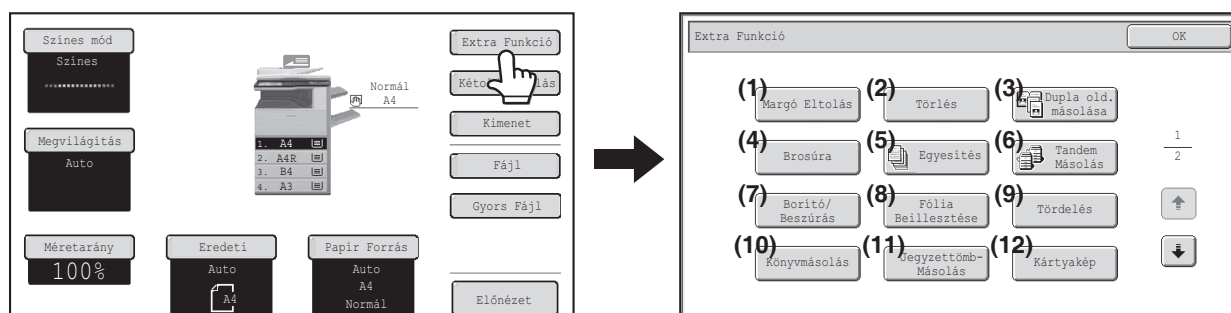 Színes mód
Színes
Megvilágítás
Auto
Méretarány
100%
Eredeti
Auto
A4
Papír Forrás
Auto
A4
Normál
Normál
A4
1. A4
2. A4R
3. B4
4. A3
Extra Funkció
Kimenet
Fájl
Gyors Fájl
Előnézet
Extra Funkció
OK
(1) Margó Eltolás
(2) Törlés
(3) Dupla old.
másolása
(4) Brosúra
(5) Egyesítés
(6) Tandem
Másolás
(7) Borító/
Beszúrás
(8) Fólia
Beillesztése
(9) Tördelés
(10) Könyvmásolás
(11) Jegyzettömb-
Másolás
(12) Kártyakép
1
2